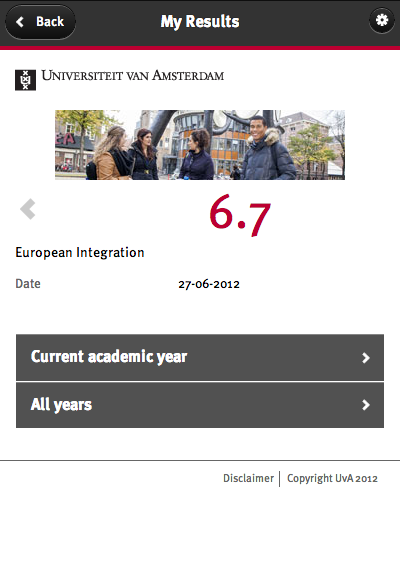 Back
My Results
UNIVERSITEIT VAN AMSTERDAM
6.7
European Integration
Date 27-06-2012
Current academic year
All years
Disclaimer | Copyright UvA 2012